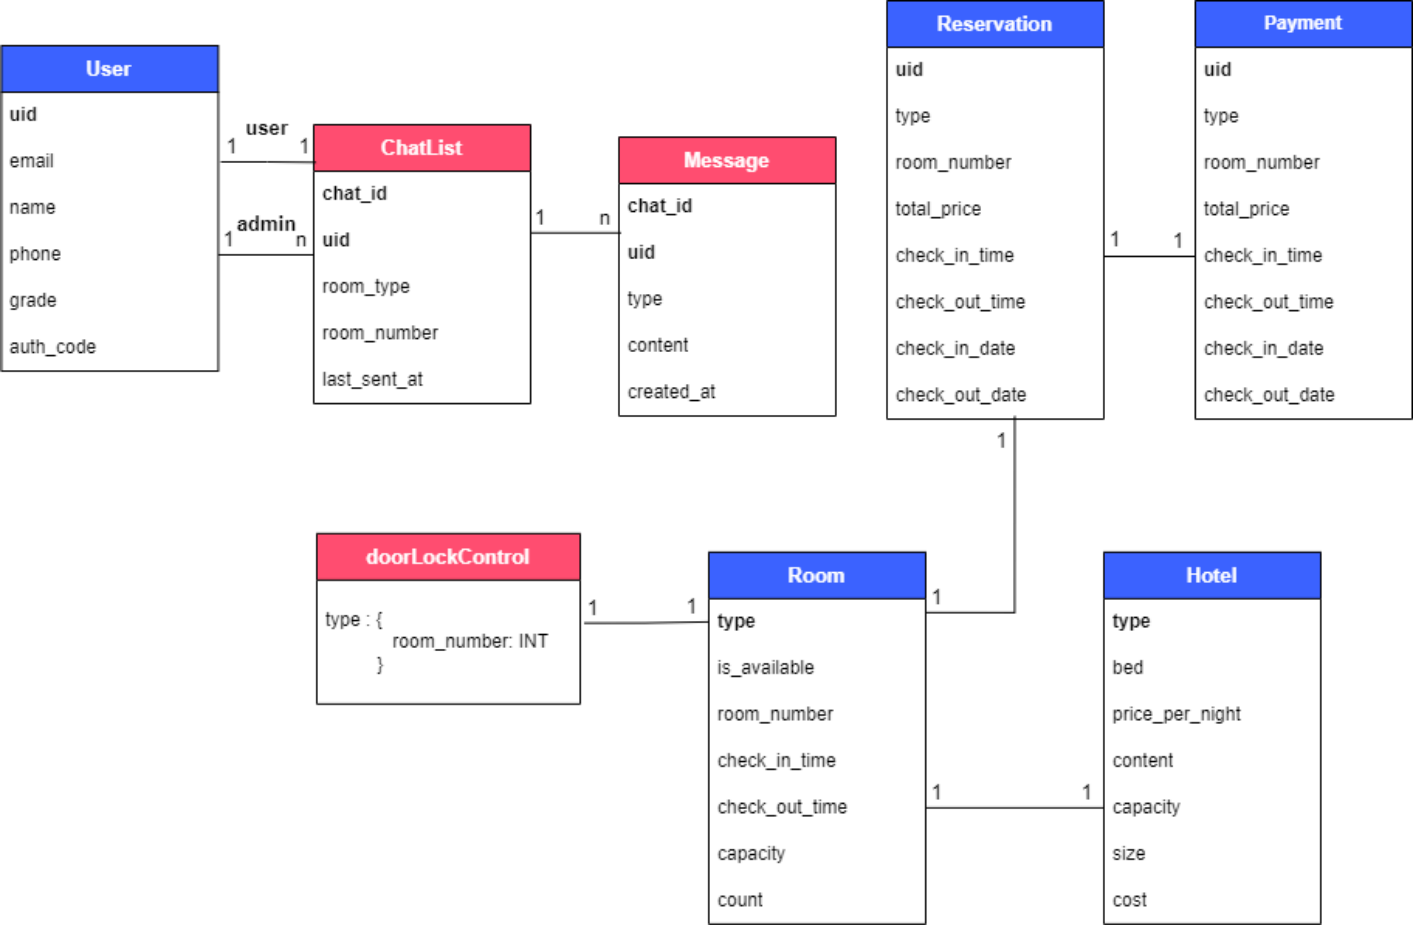 User
uid
email
name
phone
grade
auth_code
user
1
1
admin
1
n
ChatList
chat_id
uid
room_type
room_number
last_sent_at
1
n
Message
chat_id
uid
type
content
created_at
Reservation
uid
type
room_number
total_price
check_in_time
check_out_time
check_in_date
check_out_date
1
1
Payment
uid
type
room_number
total_price
check_in_time
check_out_time
check_in_date
check_out_date
1
1
doorLockControl
type : {
room_number: INT
}
1
1
Room
type
is_available
room_number
check_in_time
check_out_time
capacity
count
1
1
Hotel
type
bed
price_per_night
content
capacity
size
cost